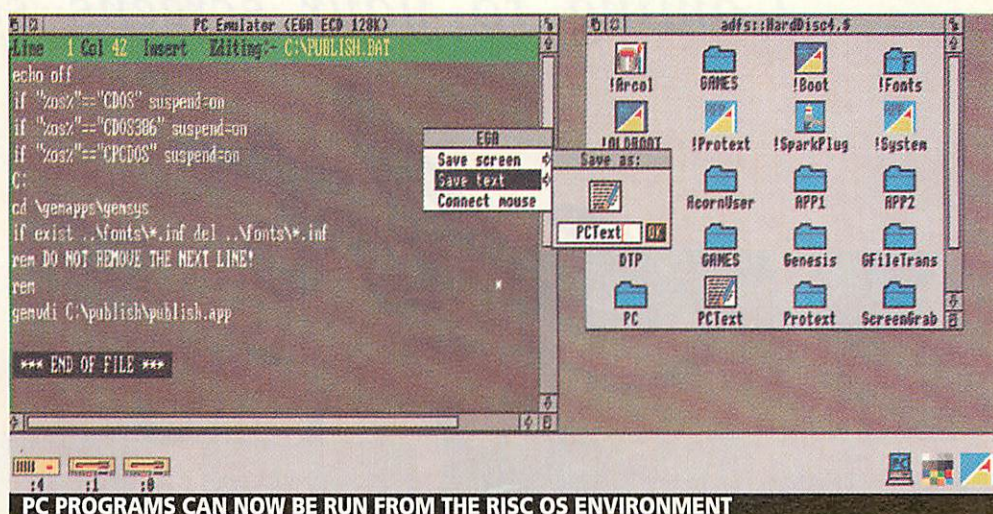 PC Emulator (EGA ECD 128K)
Line 1 Col 42 Insert Editing:- C:\PUBLISH.BAT
echo off
if "%os%"=="CDOS" suspend=on
if "%os%"=="CDOS386" suspend=on
if "%os%"=="CPCDOS" suspend=on
C:
cd \gemapps\gemsys
if exist ..\fonts\*.inf del ..\fonts\*.inf
rem DO NOT REMOVE THE NEXT LINE!
rem
gemvdi C:\publish\publish.app
*** END OF FILE ***
EGA
Save screen
Save text
Connect mouse
Save as:
PCText OK
adfs::HardDisc4.$
!Arcol GAMES !Boot !Fonts
!OLDBOOT !Protext !SparkPlug !System
AcornUser APP1 APP2
DTP GAMES Genesis GFileTrans
PC PCText Protext ScreenGrab
:4 :1 :0
PC
PC PROGRAMS CAN NOW BE RUN FROM THE RISC OS ENVIRONMENT